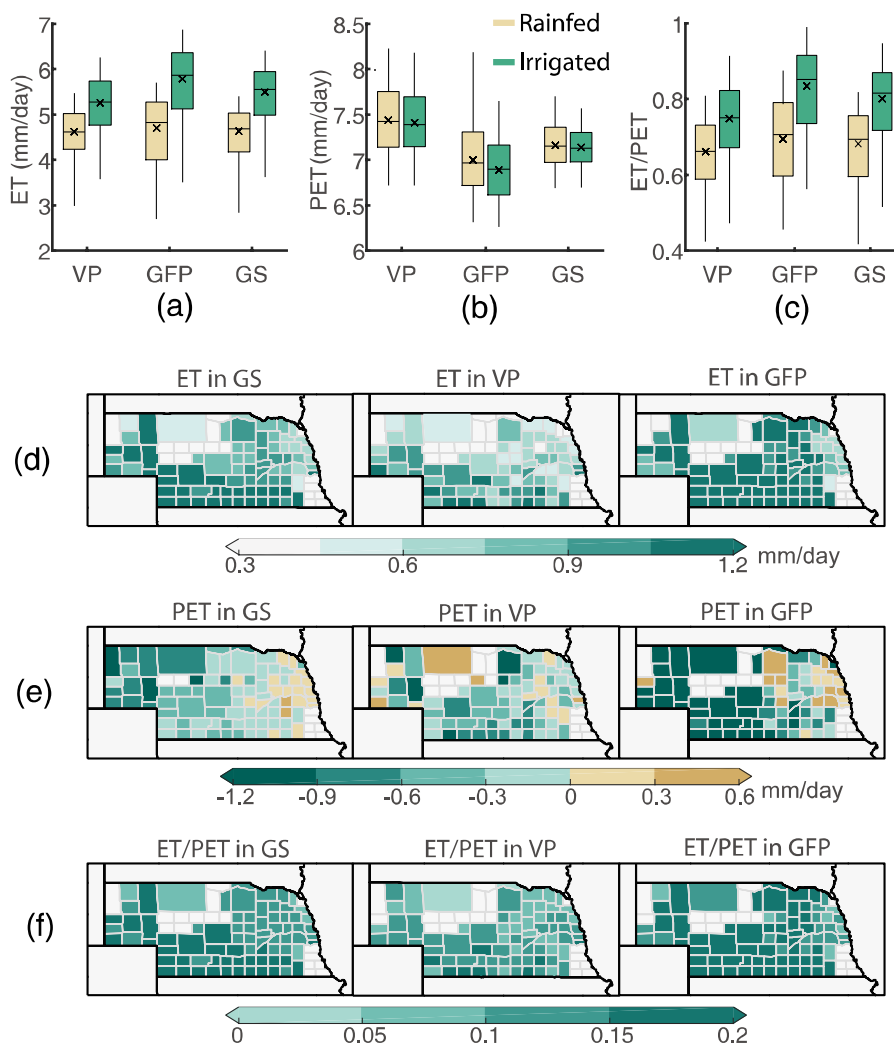 7
6
5
4
3
2
ET (mm/day)
VP
GFP
GS
(a)
8.5
8
7.5
7
6.5
6
PET (mm/day)
Rainfed
Irrigated
VP
GFP
GS
(b)
1
0.8
0.6
0.4
ET/PET
VP
GFP
GS
(c)
(d)
ET in GS
ET in VP
ET in GFP
0.3
0.6
0.9
1.2
mm/day
(e)
PET in GS
PET in VP
PET in GFP
-1.2
-0.9
-0.6
-0.3
0
0.3
0.6
mm/day
(f)
ET/PET in GS
ET/PET in VP
ET/PET in GFP
0
0.05
0.1
0.15
0.2